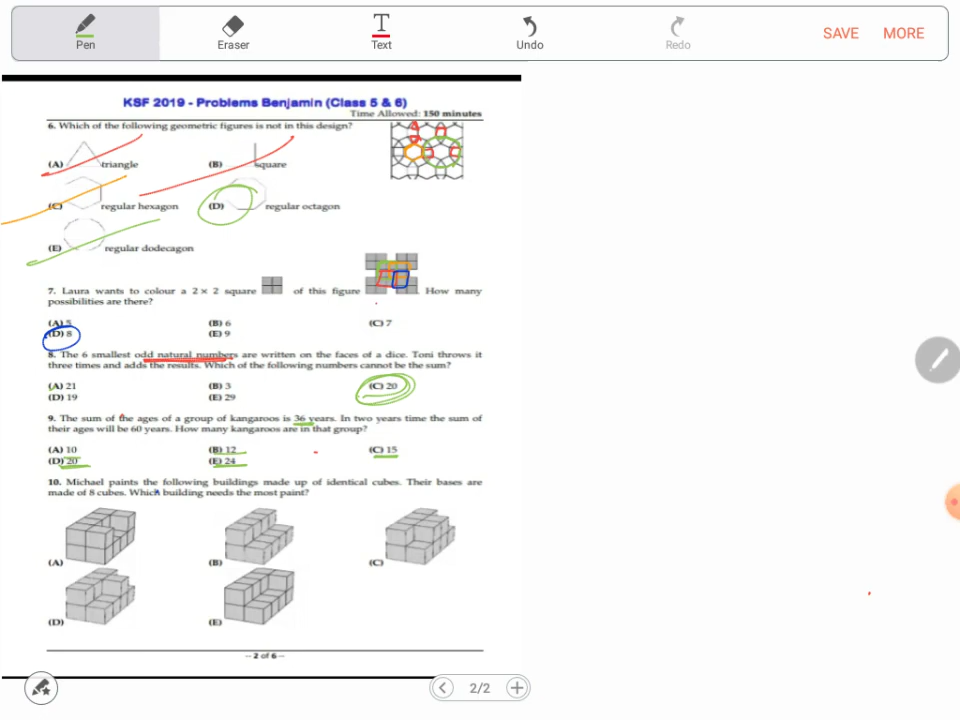 Pen
Eraser
T
Text
Undo
Redo
SAVE
MORE
KSF 2019 - Problems Benjamin (Class 5 & 6)
Time Allowed: 150 minutes
6. Which of the following geometric figures is not in this design?
(A) triangle
(B) square
(C) regular hexagon
(D) regular octagon
(E) regular dodecagon
7. Laura wants to colour a 2 × 2 square of this figure . How many
possibilities are there?
(A) 5
(B) 6
(C) 7
(D) 8
(E) 9
8. The 6 smallest odd natural numbers are written on the faces of a dice. Toni throws it
three times and adds the results. Which of the following numbers cannot be the sum?
(A) 21
(B) 3
(C) 20
(D) 19
(E) 29
9. The sum of the ages of a group of kangaroos is 36 years. In two years time the sum of
their ages will be 60 years. How many kangaroos are in that group?
(A) 10
(B) 12
(C) 15
(D) 20
(E) 24
10. Michael paints the following buildings made up of identical cubes. Their bases are
made of 8 cubes. Which building needs the most paint?
(A)
(B)
(C)
(D)
(E)
-- 2 of 6 --
2/2